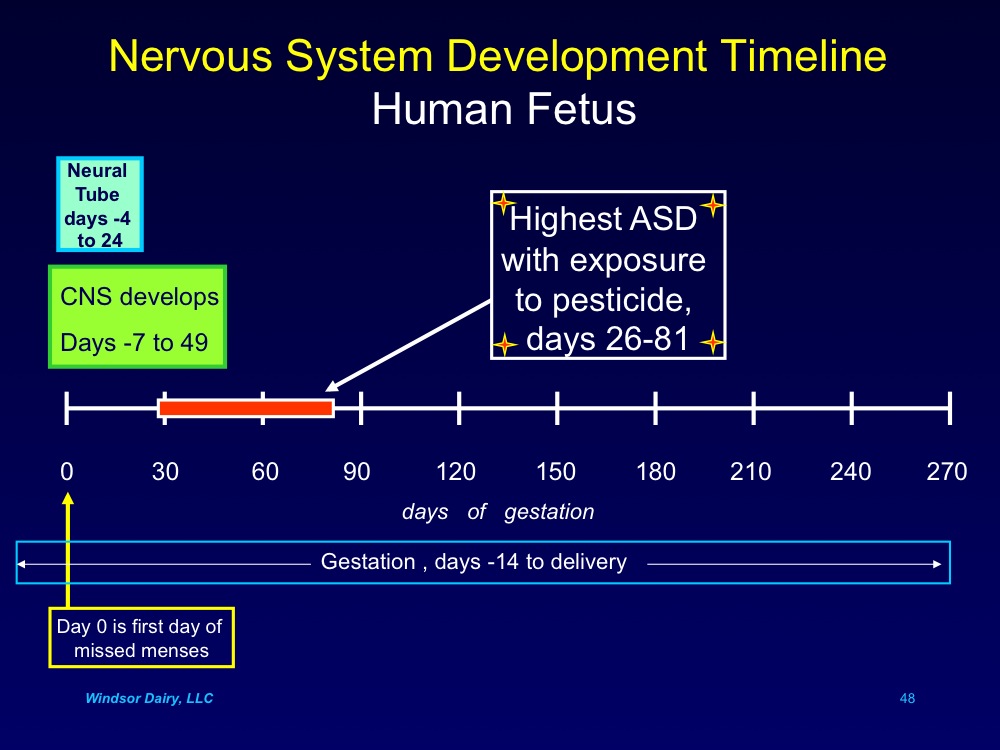 Nervous System Development Timeline
Human Fetus
Neural
Tube
days -4
to 24
CNS develops
Days -7 to 49
Highest ASD
with exposure
to pesticide,
days 26-81
0 30 60 90 120 150 180 210 240 270
days of gestation
Gestation , days -14 to delivery
Day 0 is first day of
missed menses
Windsor Dairy, LLC
48